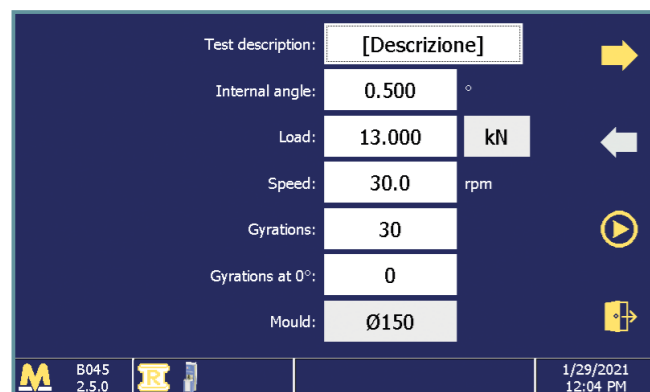 Test description: [Descrizione]
Internal angle: 0.500 °
Load: 13.000 kN
Speed: 30.0 rpm
Gyrations: 30
Gyrations at 0°: 0
Mould: Ø150
B045
2.5.0
R
1/29/2021
12:04 PM